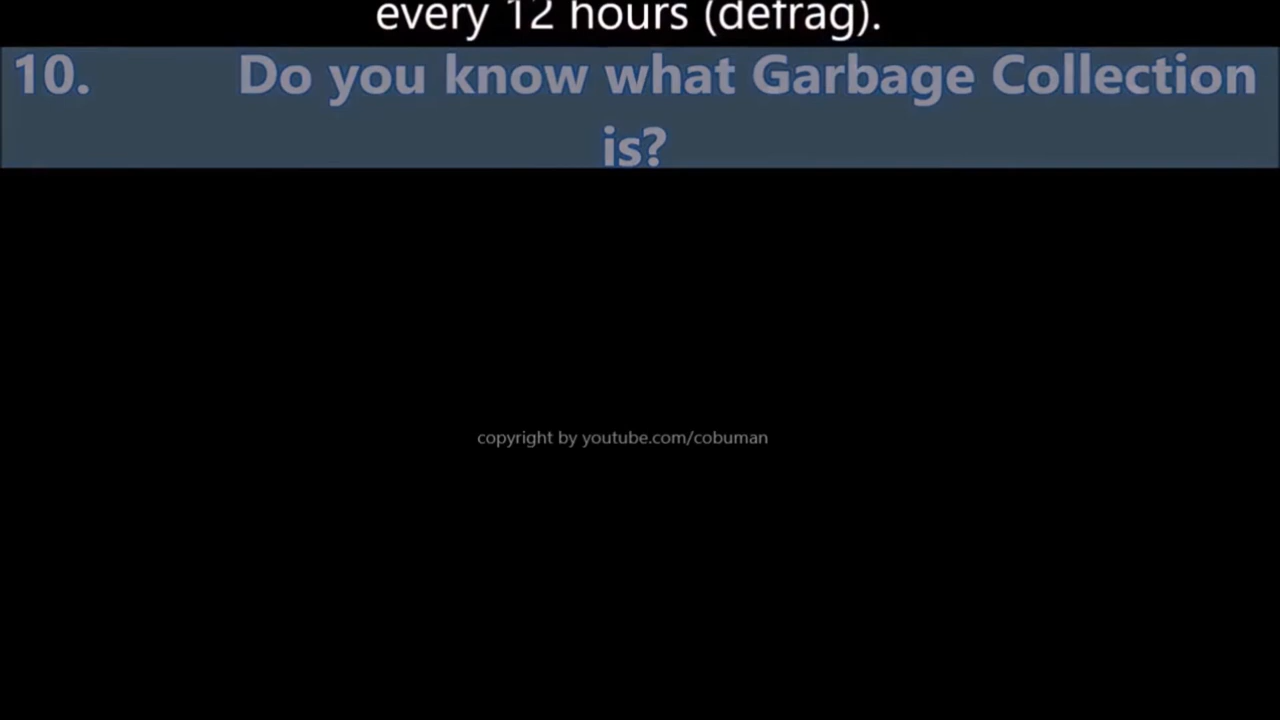 every 12 hours (defrag).
10. Do you know what Garbage Collection
is?
copyright by youtube.com/cobuman